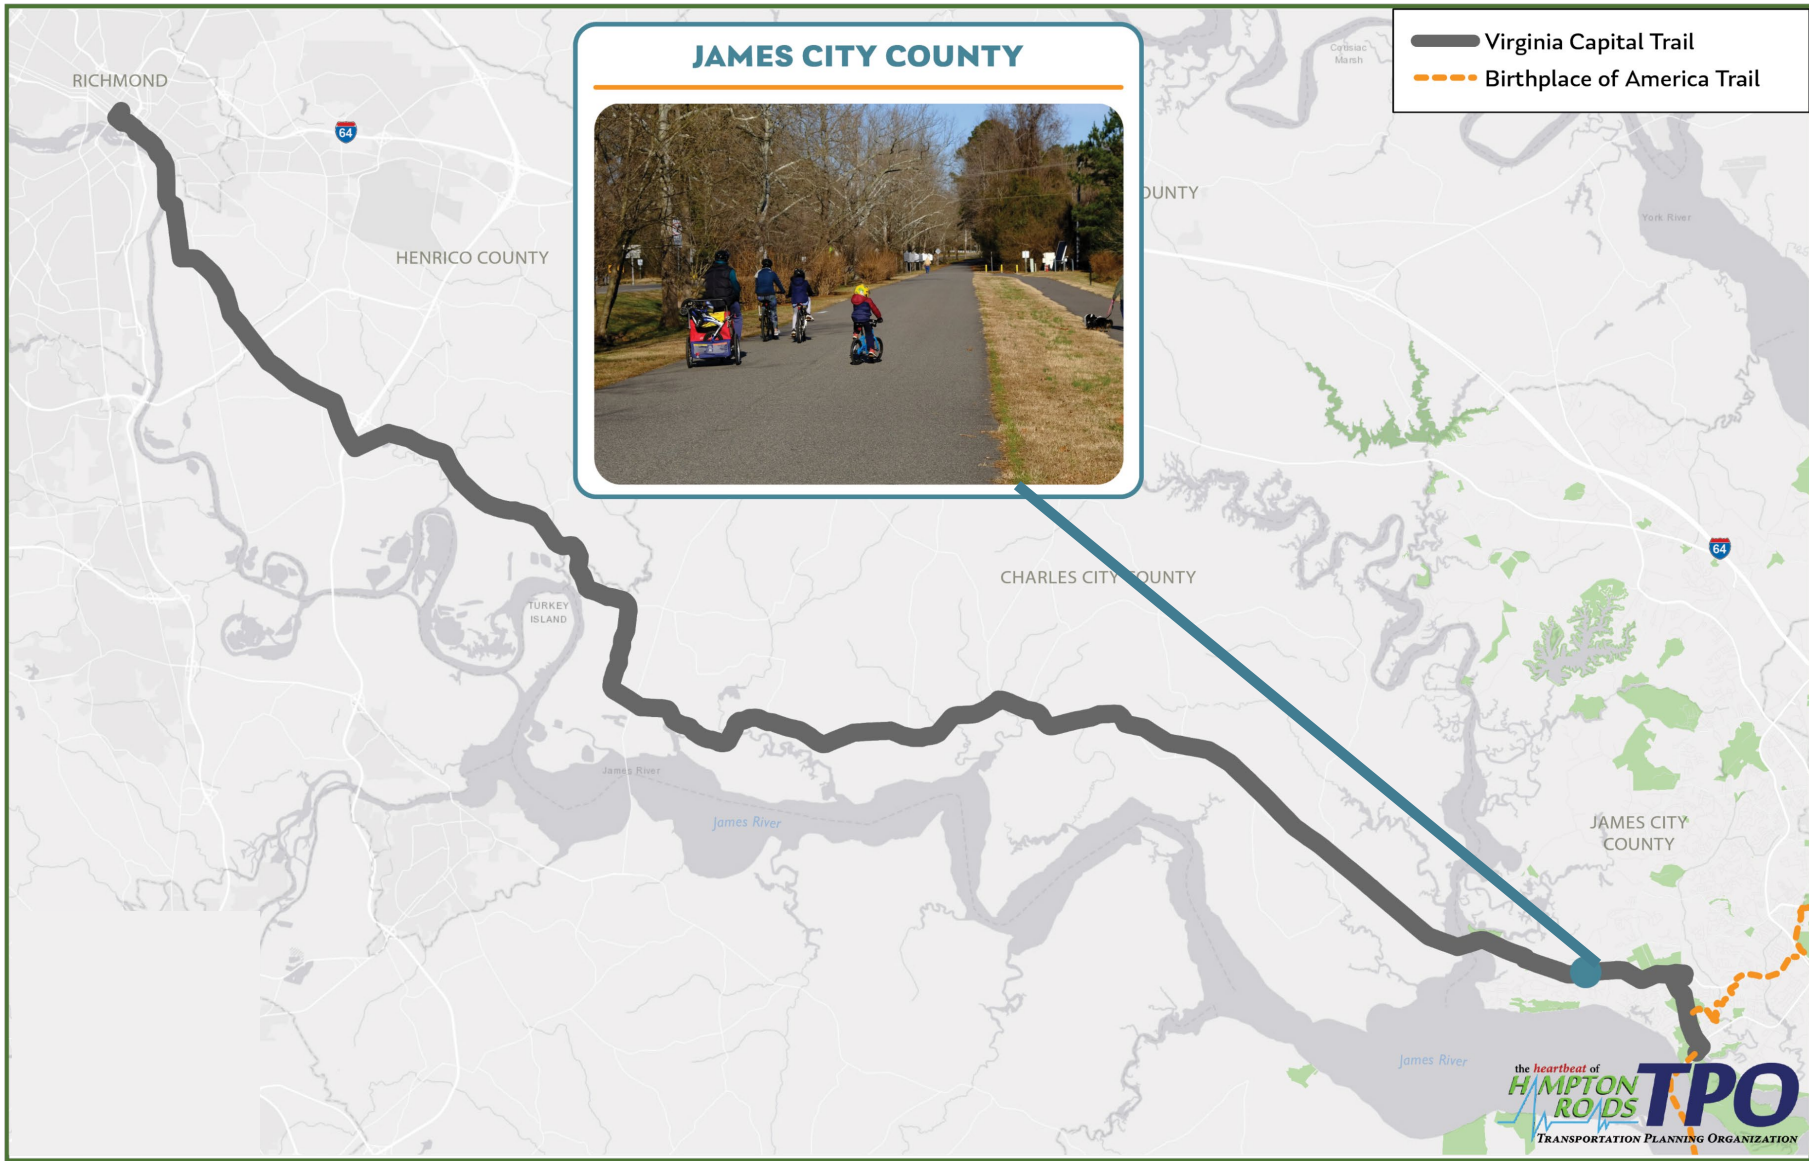 JAMES CITY COUNTY
Virginia Capital Trail
Birthplace of America Trail
RICHMOND
64
HENRICO COUNTY
Marsh
OUNTY
York River
64
CHARLES CITY COUNTY
TURKEY
ISLAND
James River
James River
JAMES CITY
COUNTY
James River
the heartbeat of
HAMPTON
ROADS
TPO
TRANSPORTATION PLANNING ORGANIZATION